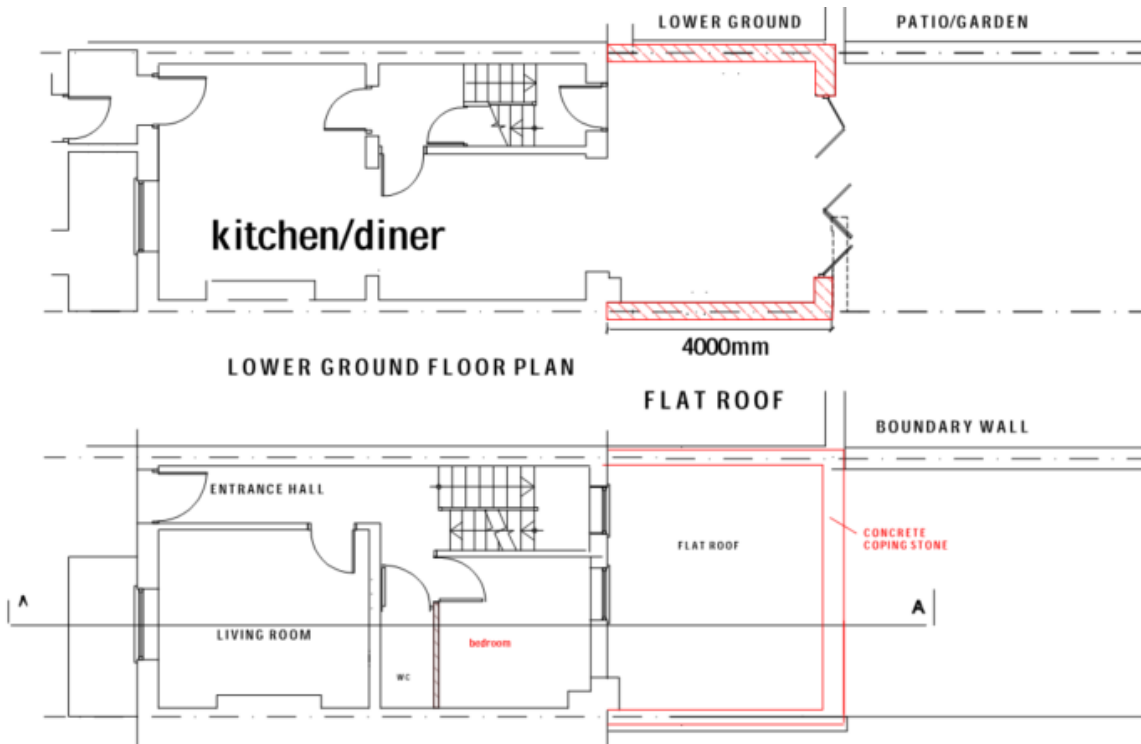 LOWER GROUND
PATIO/GARDEN
kitchen/diner
4000mm
LOWER GROUND FLOOR PLAN
FLAT ROOF
BOUNDARY WALL
ENTRANCE HALL
FLAT ROOF
CONCRETE
COPING STONE
A
A
LIVING ROOM
bedroom
WC